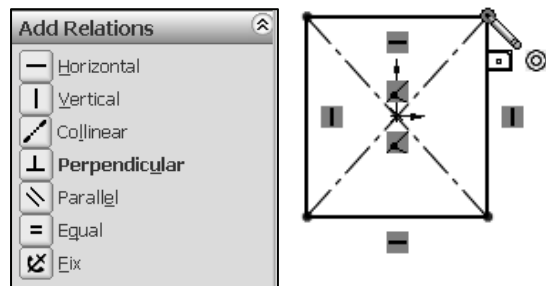 Add Relations
Horizontal
Vertical
Collinear
Perpendicular
Parallel
Equal
Fix